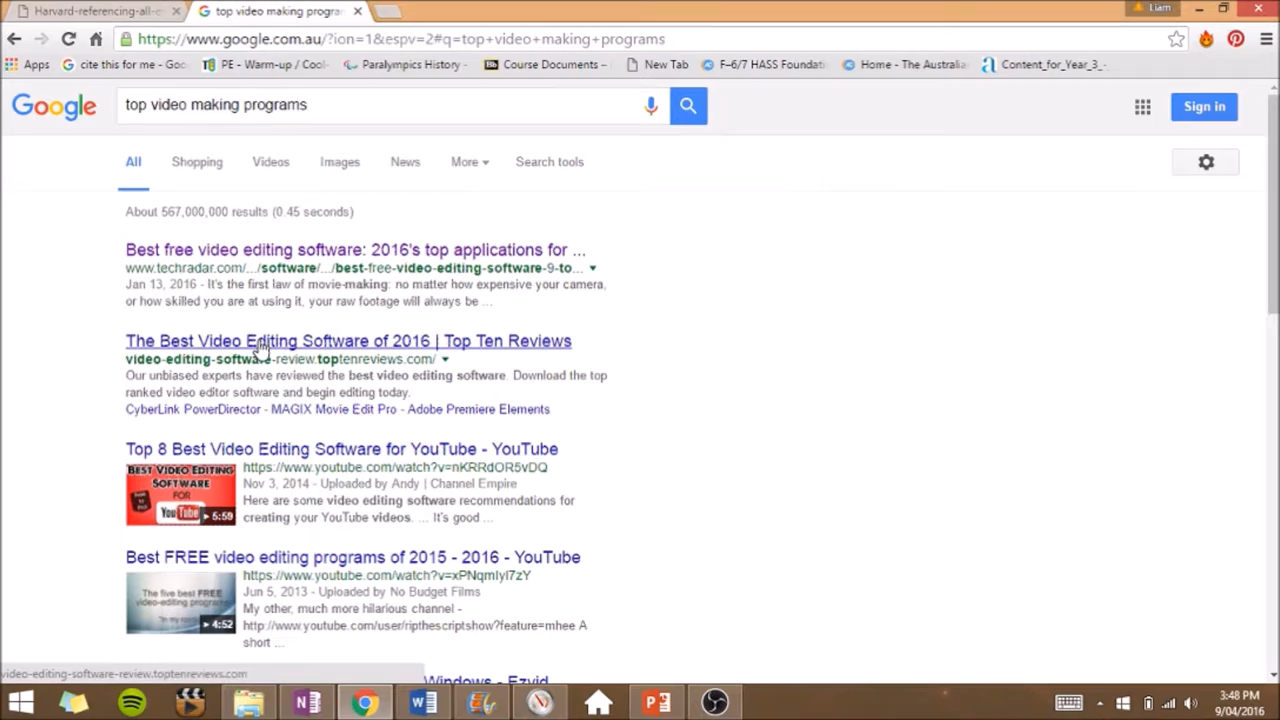 Harvard-referencing-all-
top video making progra
Liam
https://www.google.com.au/?ion=1&espv=2#q=top+video+making+programs
Apps
cite this for me - Goo
PE - Warm-up / Cool-
Paralympics History -
Course Documents –
New Tab
F–6/7 HASS Foundati
Home - The Australia
Content_for_Year_3_-
Google
top video making programs
Sign in
All
Shopping
Videos
Images
News
More
Search tools
About 567,000,000 results (0.45 seconds)
Best free video editing software: 2016's top applications for ...
www.techradar.com/.../software/.../best-free-video-editing-software-9-to...
Jan 13, 2016 - It's the first law of movie-making: no matter how expensive your camera,
or how skilled you are at using it, your raw footage will always be ...
The Best Video Editing Software of 2016 | Top Ten Reviews
video-editing-software-review.toptenreviews.com/
Our unbiased experts have reviewed the best video editing software. Download the top
ranked video editor software and begin editing today.
CyberLink PowerDirector - MAGIX Movie Edit Pro - Adobe Premiere Elements
Top 8 Best Video Editing Software for YouTube - YouTube
BEST VIDEO EDITING
SOFTWARE
FOR
YouTube
5:59
https://www.youtube.com/watch?v=nKRRdOR5vDQ
Nov 3, 2014 - Uploaded by Andy | Channel Empire
Here are some video editing software recommendations for
creating your YouTube videos. ... It's good ...
Best FREE video editing programs of 2015 - 2016 - YouTube
The five best FREE
video-editing programs
4:52
https://www.youtube.com/watch?v=xPNqmIyI7zY
Jun 5, 2013 - Uploaded by No Budget Films
My other, much more hilarious channel -
http://www.youtube.com/user/ripthescriptshow?feature=mhee A
short ...
Windows - Ezvid
video-editing-software-review.toptenreviews.com
3:48 PM
9/04/2016